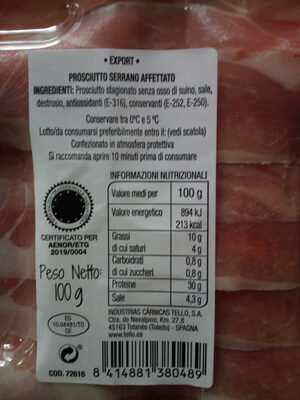 • EXPORT •
PROSCIUTTO SERRANO AFFETTATO
INGREDIENTI: Prosciutto stagionato senza osso di suino, sale,
destrosio, antiossidanti (E-316), conservanti (E-252, E-250).
Conservare tra 0ºC e 5 ºC
Lotto/da consumarsi preferibilmente entro il: (vedi scatola)
Confezionato in atmosfera protettiva
Si raccomanda aprire 10 minuti prima di consumare
INFORMAZIONI NUTRIZIONALI
Valore medi per 100 g
Valore energetico 894 kJ
213 kcal
Grassi 10 g
di cui saturi 4 g
Carboidrati 0,8 g
di cui zuccheri 0,8 g
Proteine 30 g
Sale 4,3 g
CERTIFICATO PER
AENOR/ETG
2019/0004
Peso Netto:
100 g
INDUSTRIAS CÁRNICAS TELLO, S.A.
Ctra. de Navalpino, Km. 27,8
45163 Totanés (Toledo) - SPAGNA
www.tello.es
ES
10.04481/TO
CE
COD. 72616
8 414881 380489